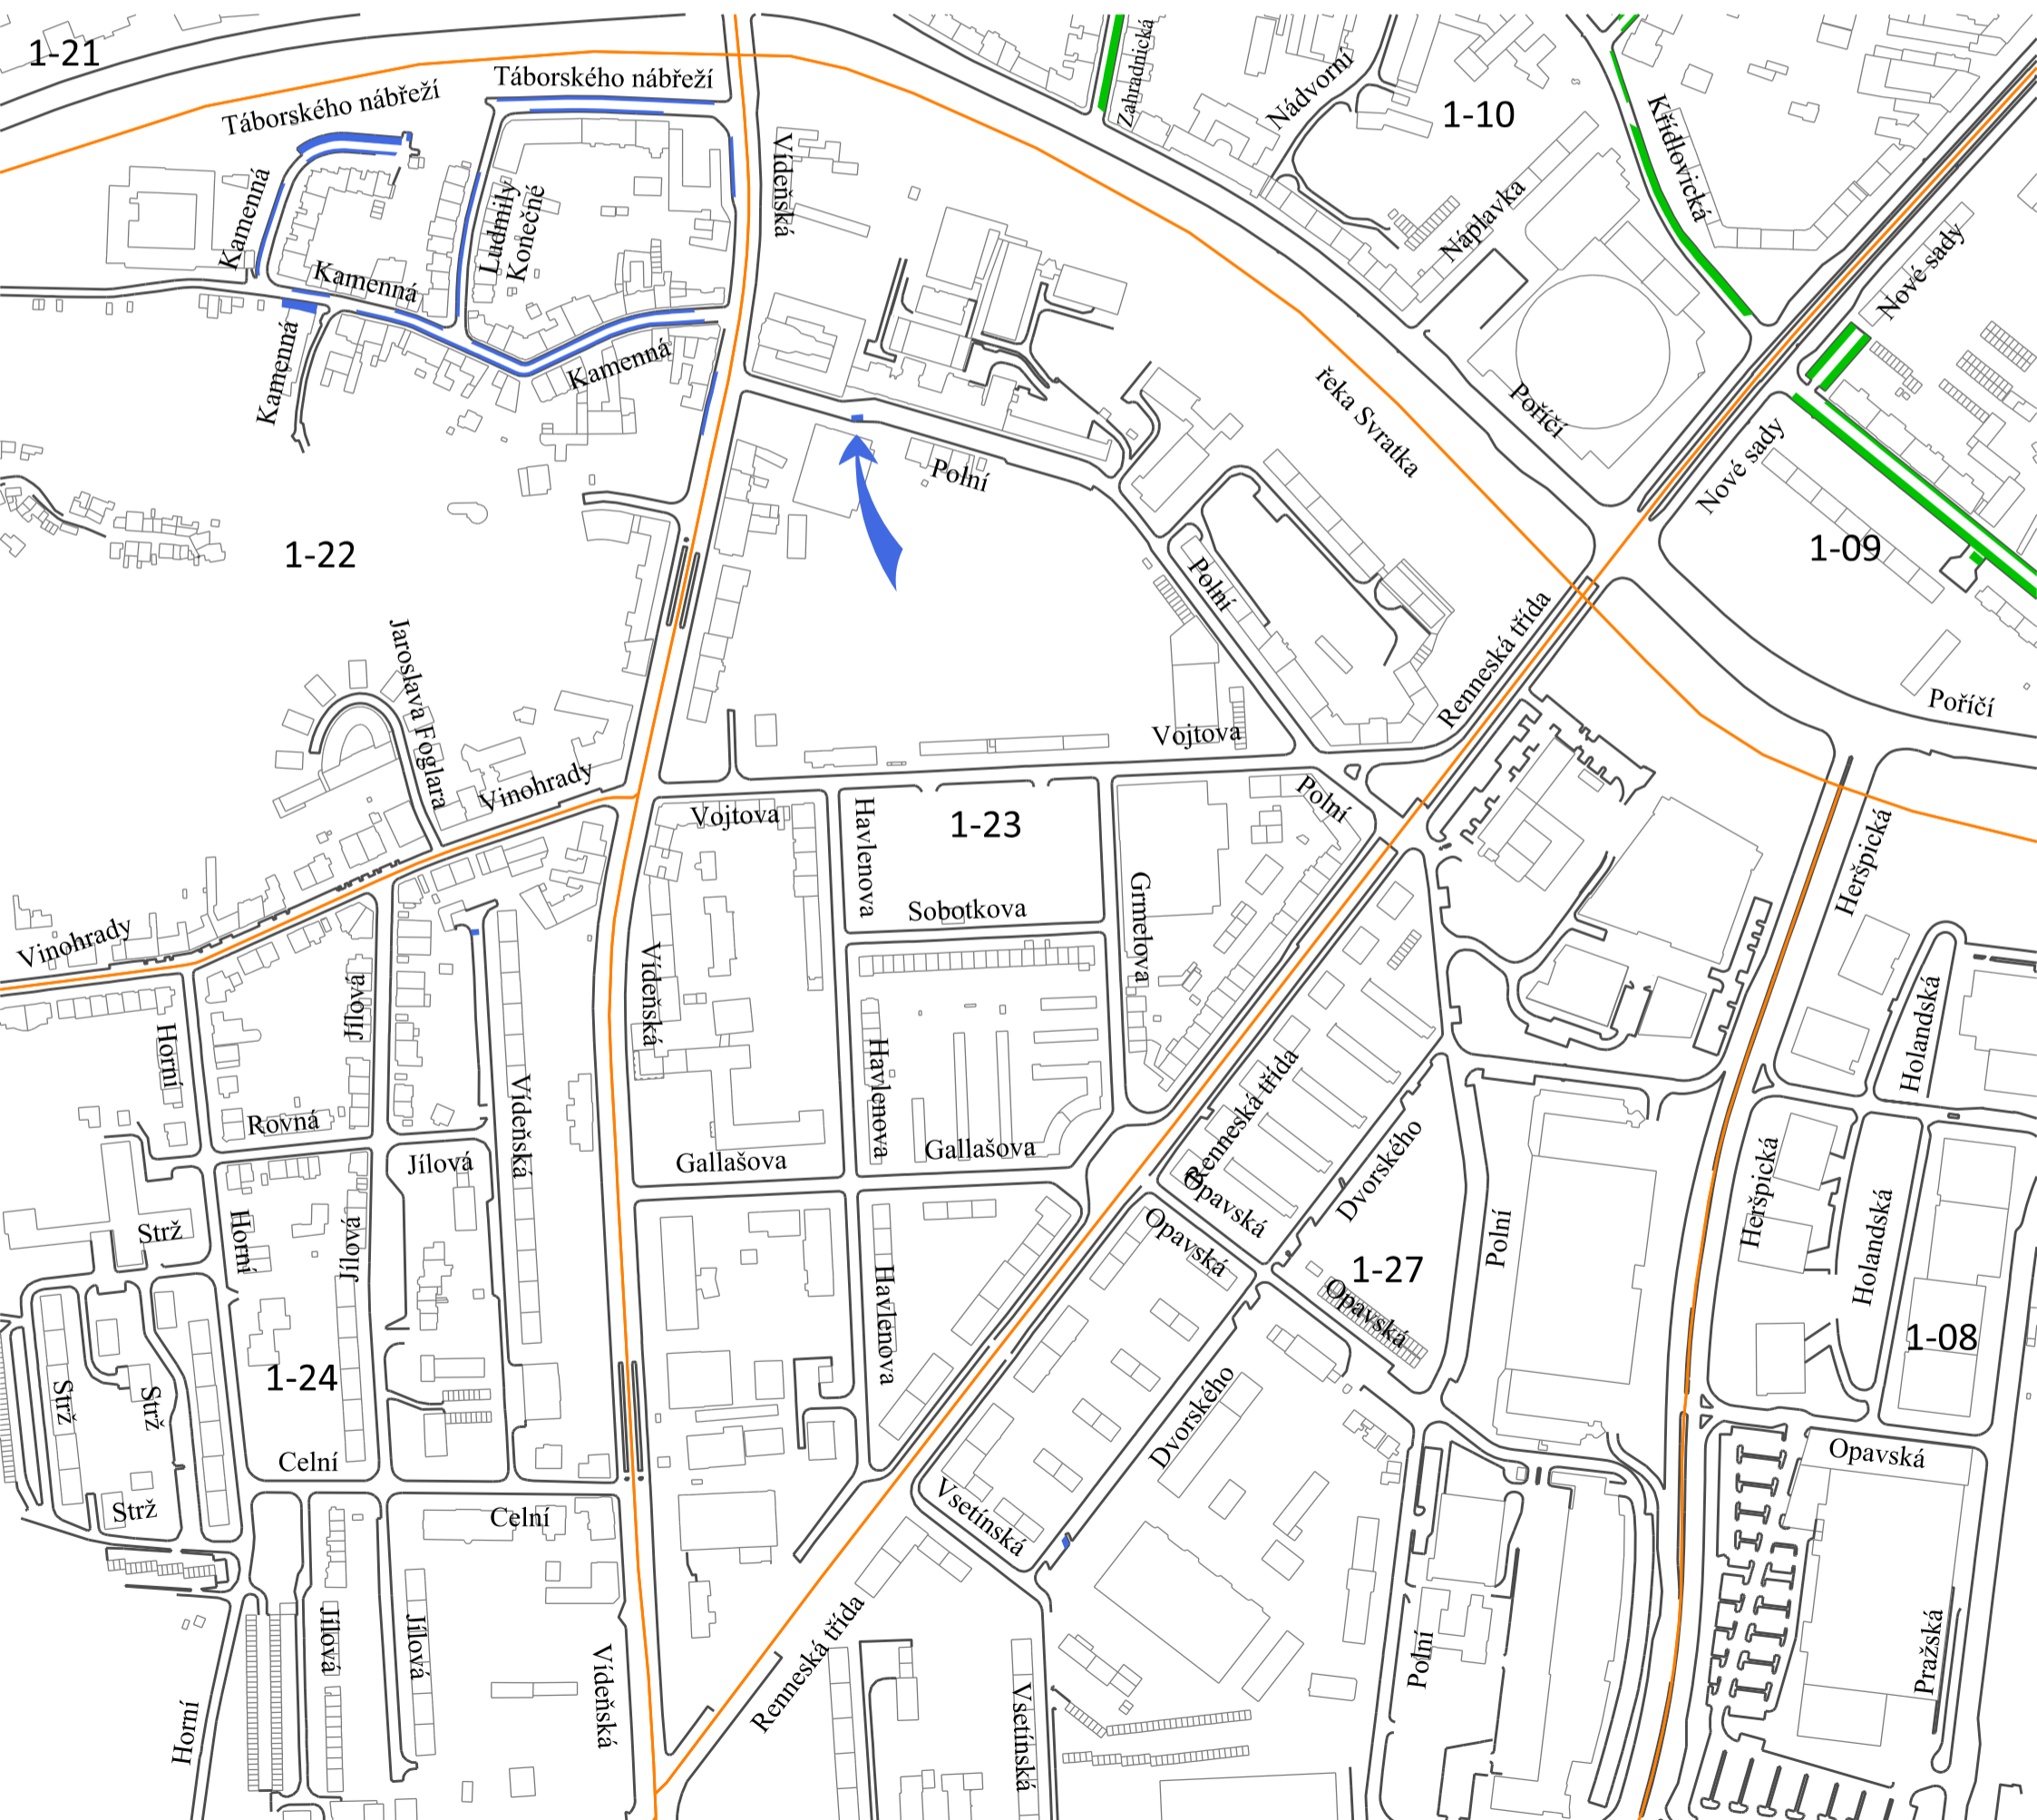 1-21
Táborského nábřeží
Táborského nábřeží
Zahradnická
Nádvorní
1-10
Křídlovická
Vídeňská
Kamenná
Ludmily
Konečné
Náplavka
Nové sady
Kamenná
Kamenná
Kamenná
řeka Svratka
Poříčí
Polní
Nové sady
1-22
1-09
Polní
Jaroslava Foglara
Renneská třída
Poříčí
Vojtova
Vinohrady
Vojtova
Havlenova
1-23
Polní
Heršpická
Vinohrady
Sobotkova
Grmelova
Vídeňská
Jílová
Horní
Holandská
Havlenova
Vídeňská
Renneská třída
Rovná
Jílová
Gallašova
Gallašova
Opavská
Dvorského
Heršpická
Strž
Horní
Jílová
Opavská
Polní
Holandská
1-27
Opavská
Havlenova
1-08
1-24
Strž
Strž
Dvorského
Celní
Opavská
Strž
Celní
Vsetínská
Renneská třída
Jílová
Jílová
Vídeňská
Polní
Pražská
Horní
Vsetínská